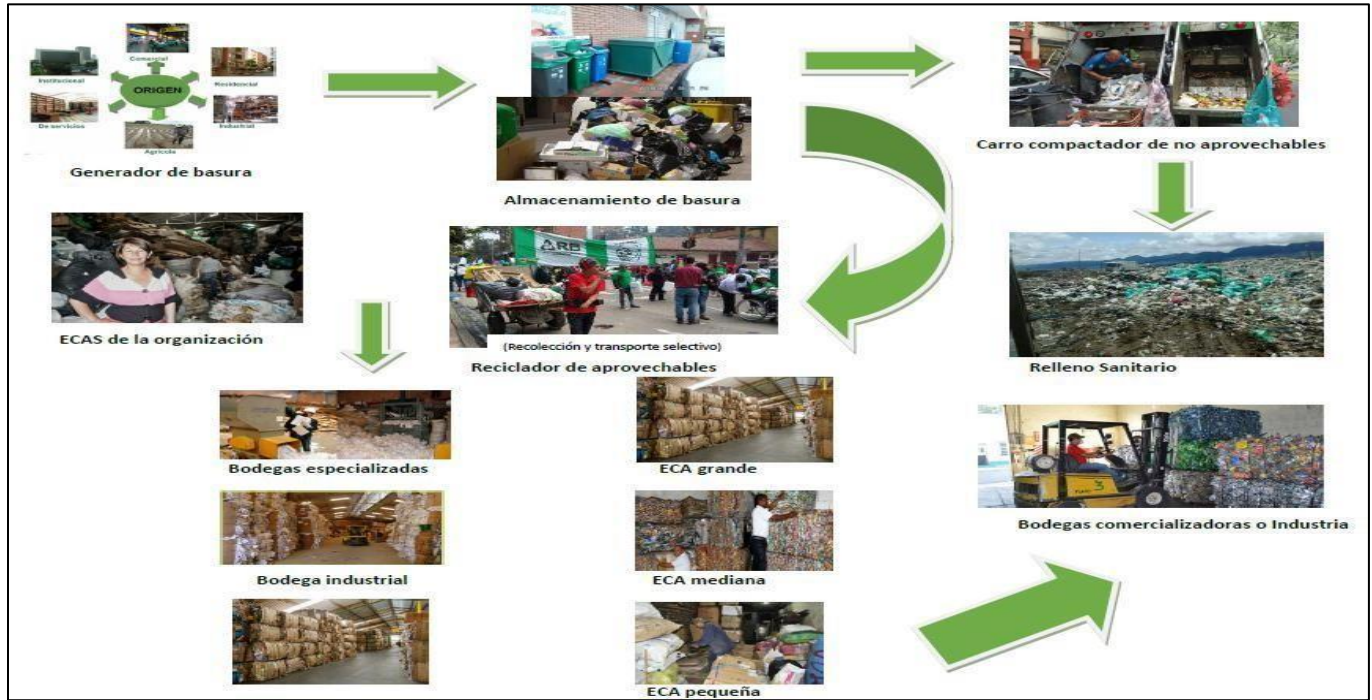 Comercial
Institucional
Residencial
ORIGEN
De servicios
Industrial
Agrícola
Generador de basura
Almacenamiento de basura
Carro compactador de no aprovechables
ECAS de la organización
ARB
(Recolección y transporte selectivo)
Reciclador de aprovechables
Relleno Sanitario
Bodegas especializadas
ECA grande
Bodegas comercializadoras o Industria
Bodega industrial
ECA mediana
ECA pequeña